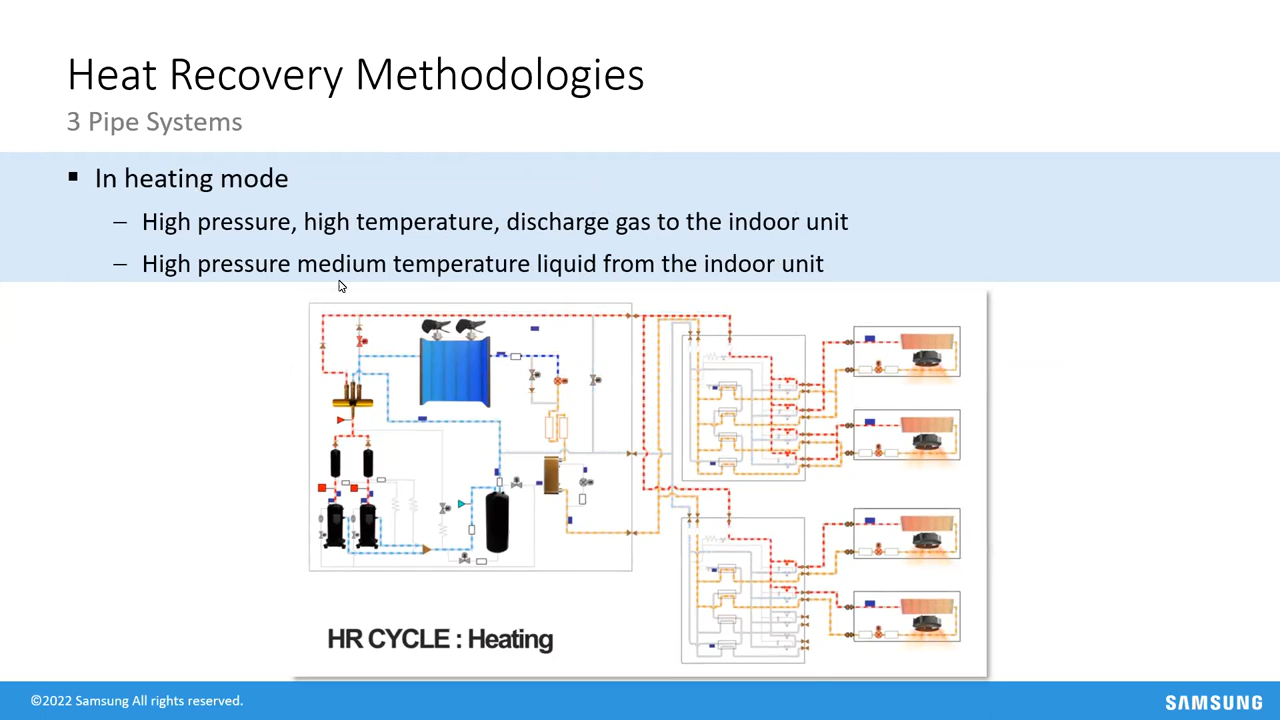 Heat Recovery Methodologies
3 Pipe Systems
▪ In heating mode
– High pressure, high temperature, discharge gas to the indoor unit
– High pressure medium temperature liquid from the indoor unit
HR CYCLE : Heating
©2022 Samsung All rights reserved.
SAMSUNG